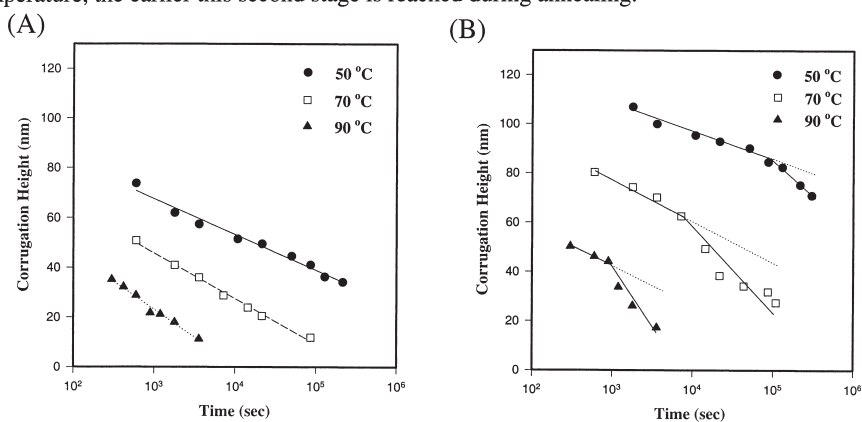 perature, the earlier this second stage is reached during annealing.
(A)
120
100
80
60
40
20
0
Corrugation Height (nm)
50 °C
70 °C
90 °C
10² 10³ 10⁴ 10⁵ 10⁶
Time (sec)
(B)
120
100
80
60
40
20
0
Corrugation Height (nm)
50 °C
70 °C
90 °C
10² 10³ 10⁴ 10⁵ 10⁶
Time (sec)